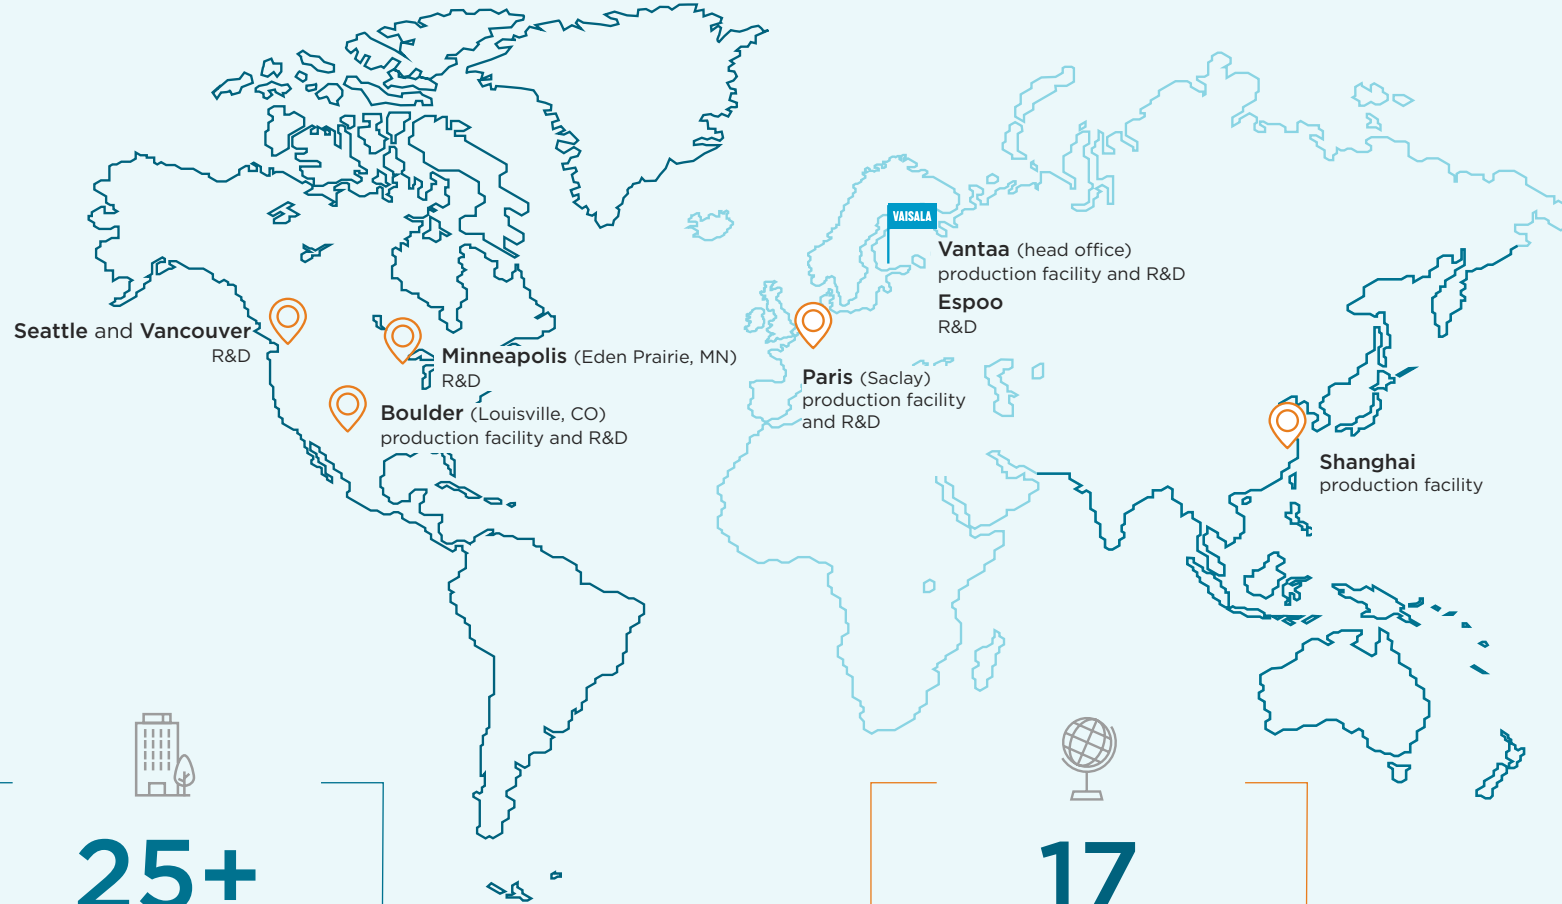 VAISALA
Vantaa (head office)
production facility and R&D
Espoo
R&D
Seattle and Vancouver
R&D
Minneapolis (Eden Prairie, MN)
R&D
Boulder (Louisville, CO)
production facility and R&D
Paris (Saclay)
production facility
and R&D
Shanghai
production facility
25+
17